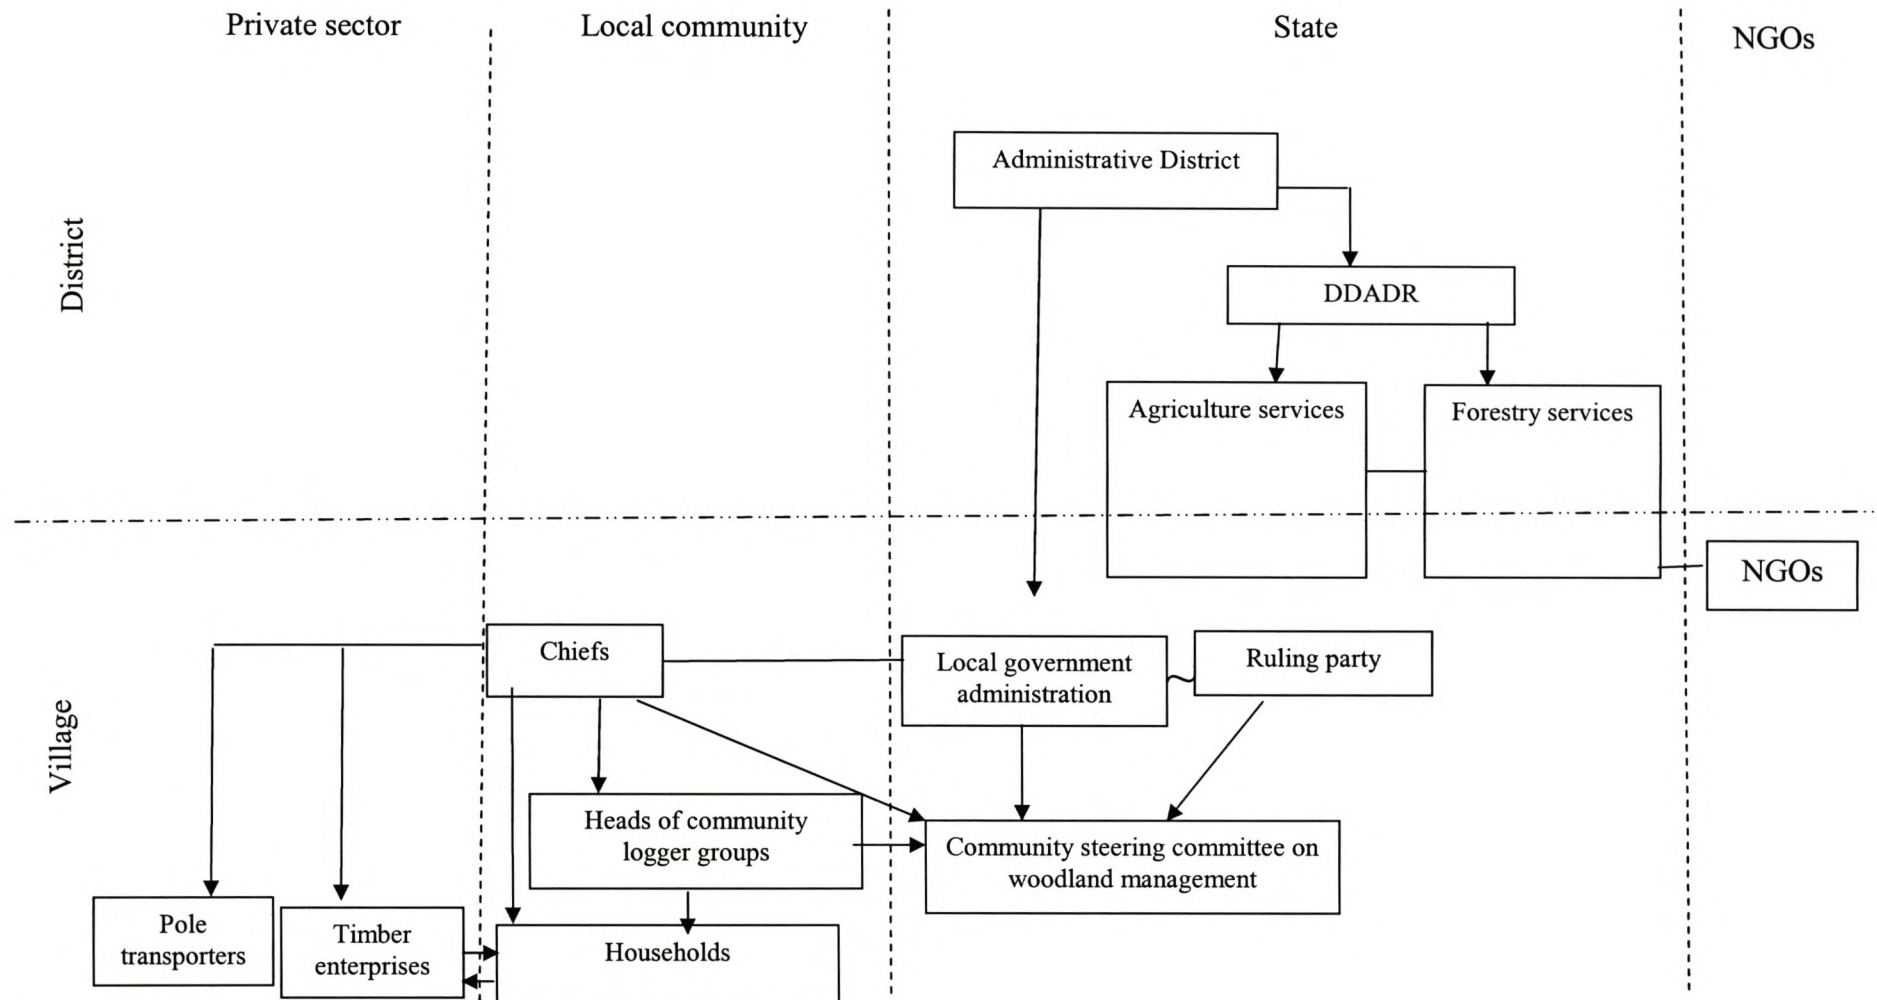 Private sector
Local community
State
NGOs
District
Administrative District
DDADR
Agriculture services
Forestry services
NGOs
Village
Chiefs
Local government
administration
Ruling party
Heads of community
logger groups
Community steering committee on
woodland management
Pole
transporters
Timber
enterprises
Households